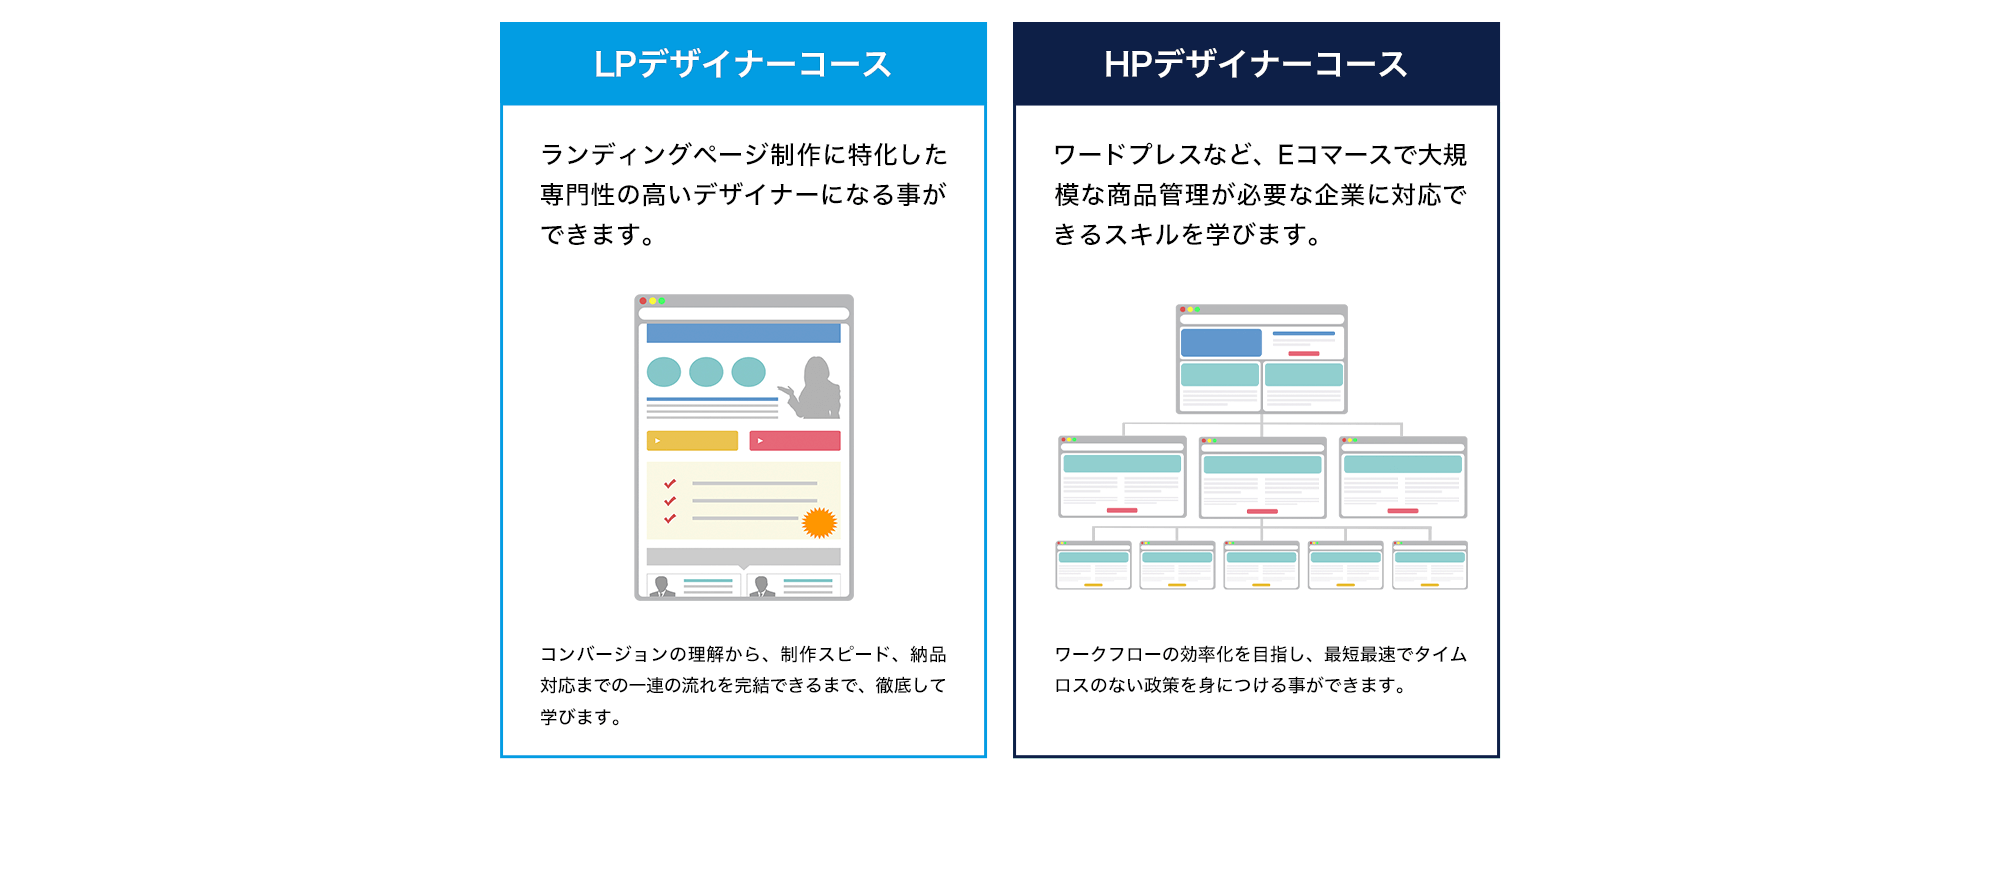 LPデザイナーコース
ランディングページ制作に特化した
専門性の高いデザイナーになる事が
できます。
コンバージョンの理解から、制作スピード、納品
対応までの一連の流れを完結できるまで、徹底して
学びます。
HPデザイナーコース
ワードプレスなど、Eコマースで大規
模な商品管理が必要な企業に対応で
きるスキルを学びます。
ワークフローの効率化を目指し、最短最速でタイム
ロスのない政策を身につける事ができます。